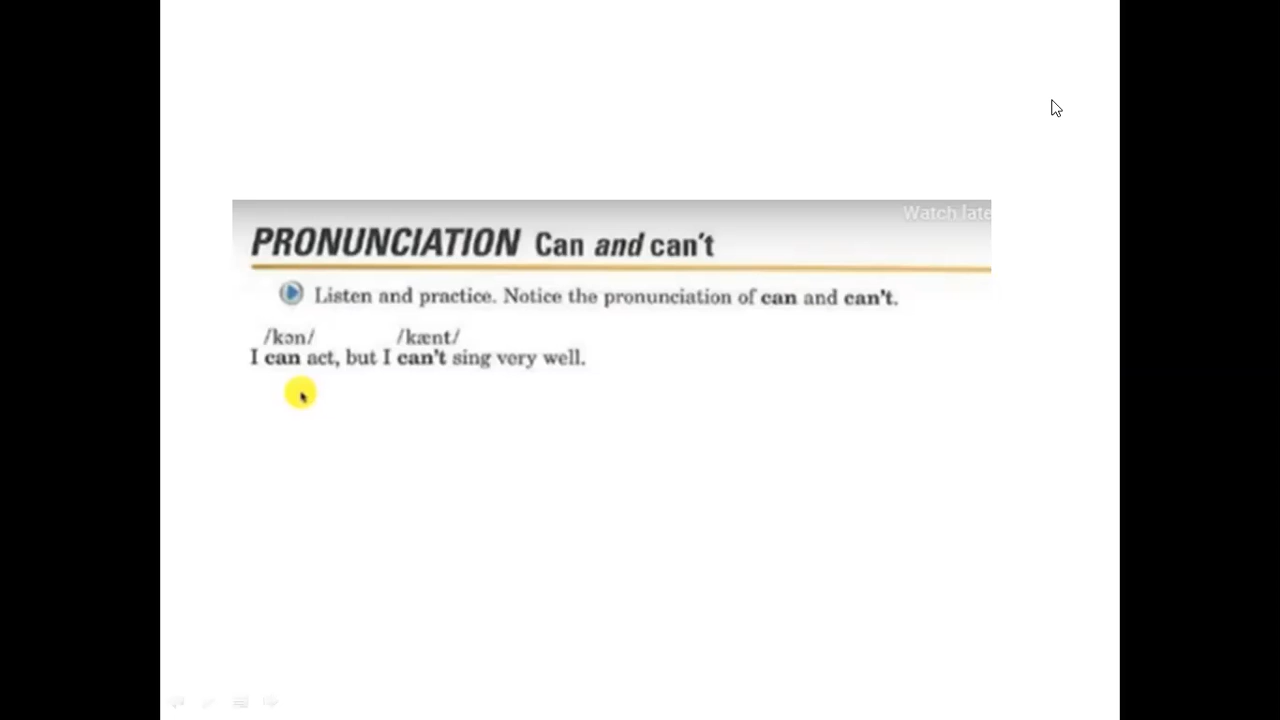 Watch late
PRONUNCIATION Can and can't
Listen and practice. Notice the pronunciation of can and can't.
/kən/ /kænt/
I can act, but I can't sing very well.